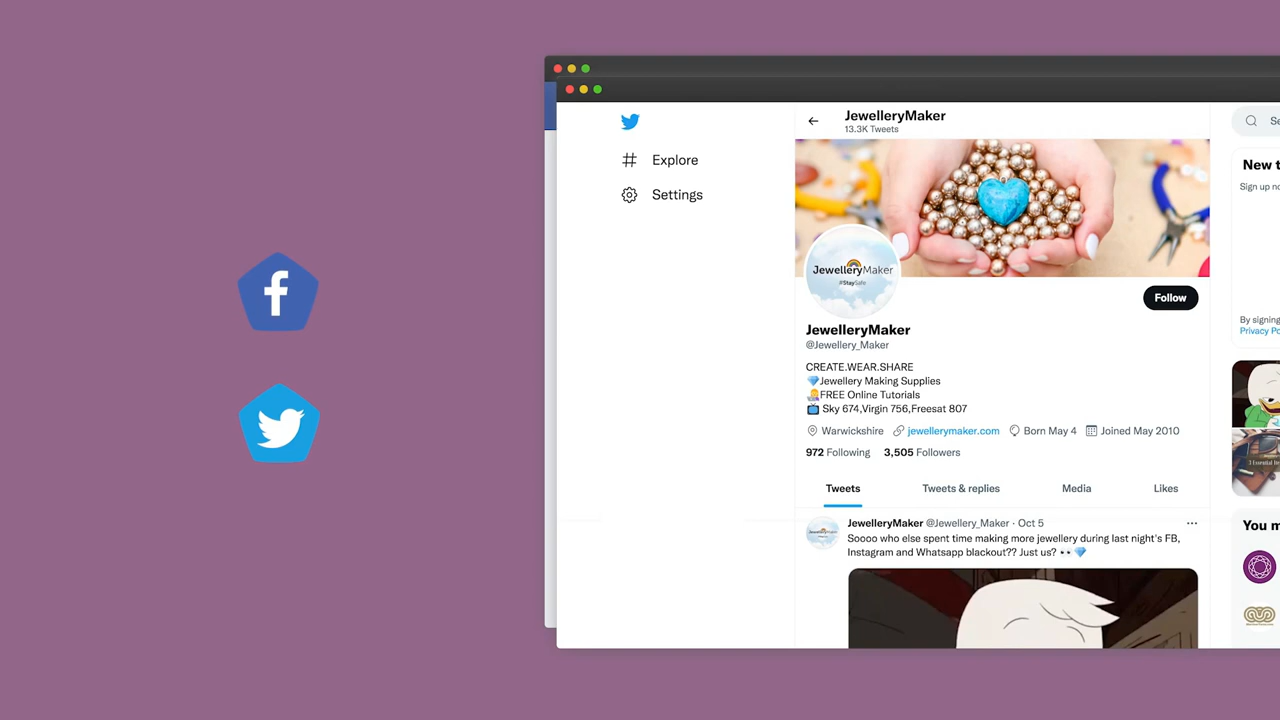 JewelleryMaker
13.3K Tweets
Explore
Settings
JewelleryMaker
#StaySafe
Follow
JewelleryMaker
@Jewellery_Maker
CREATE.WEAR.SHARE
💎Jewellery Making Supplies
FREE Online Tutorials
📺 Sky 674,Virgin 756,Freesat 807
Warwickshire jewellerymaker.com Born May 4 Joined May 2010
972 Following 3,505 Followers
Tweets Tweets & replies Media Likes
JewelleryMaker @Jewellery_Maker · Oct 5
Soooo who else spent time making more jewellery during last night's FB,
Instagram and Whatsapp blackout?? Just us? 👀 💎
Se
New t
Sign up no
By signing
Privacy Po
You m